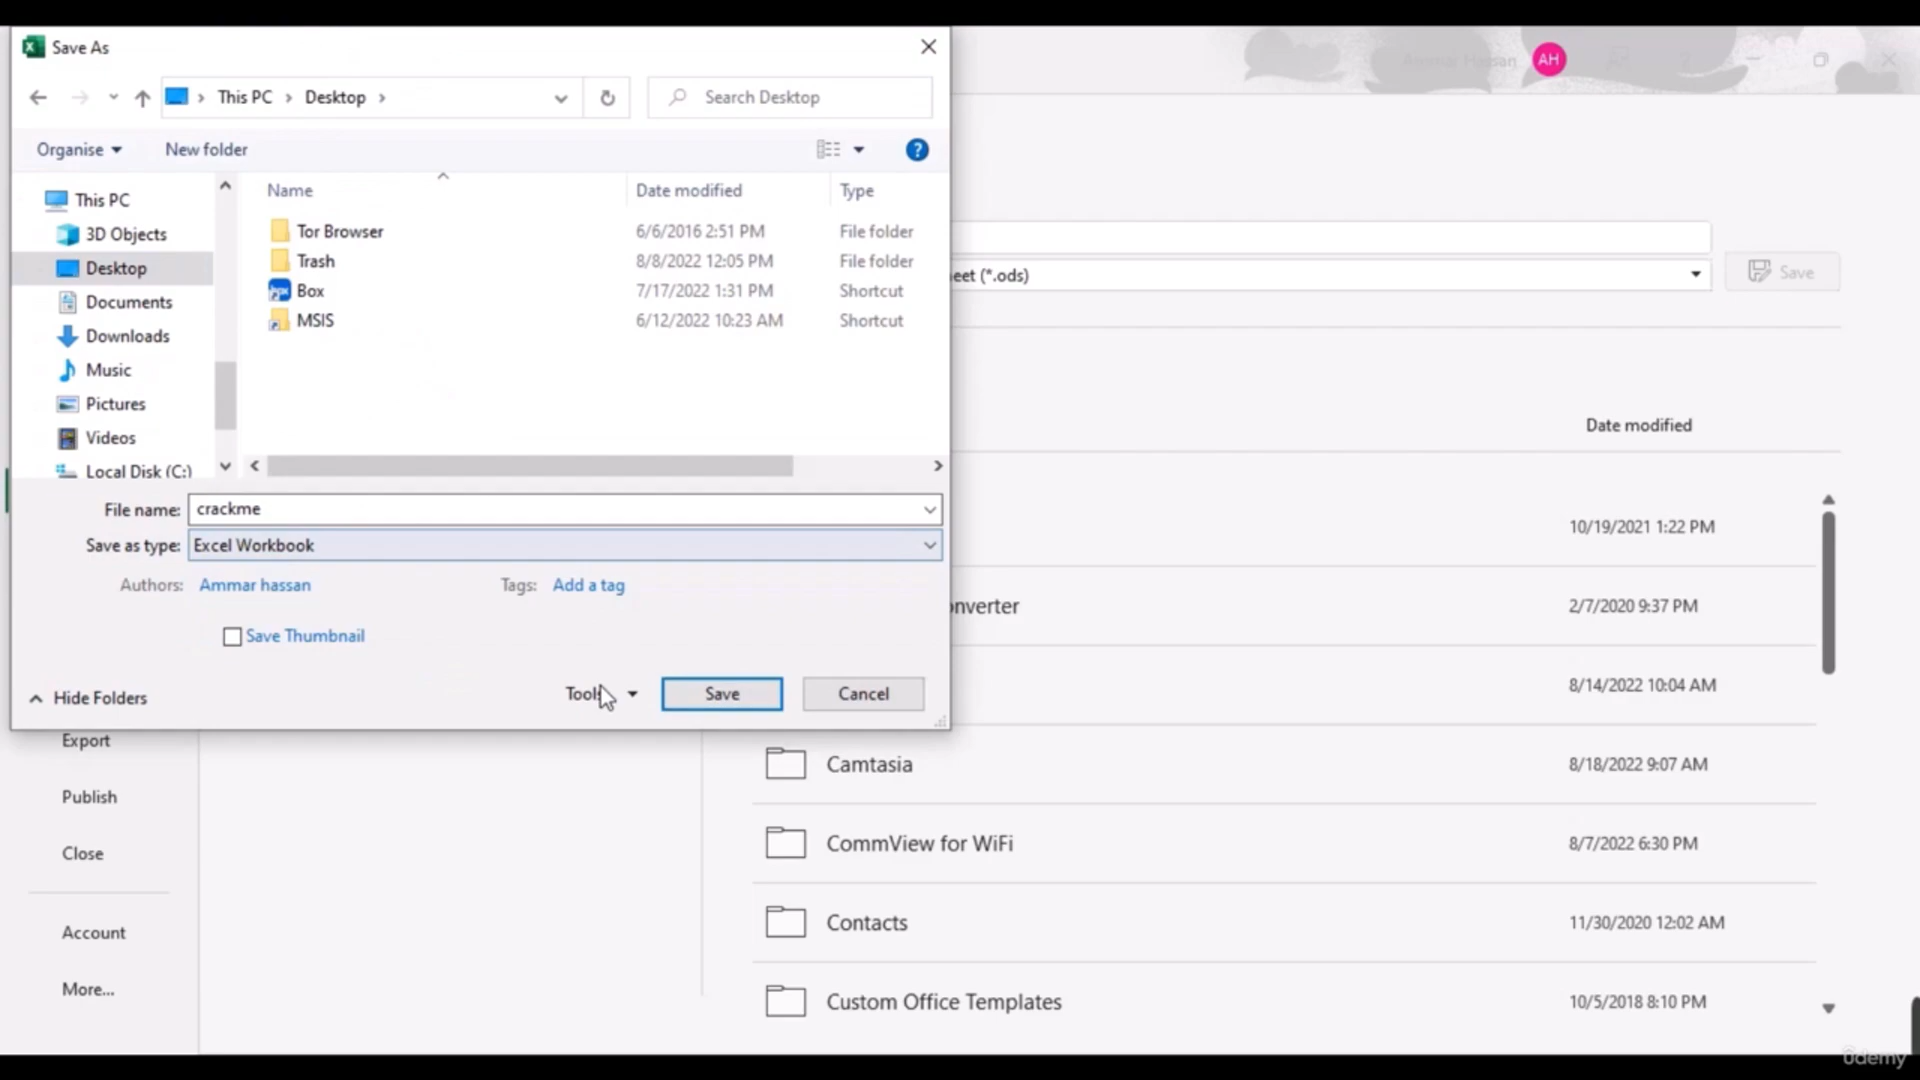 Save As
Ammar Hassan
AH
This PC
Desktop
Search Desktop
Organise
New folder
?
Name
Date modified
Type
This PC
3D Objects
Desktop
Documents
Downloads
Music
Pictures
Videos
Local Disk (C:)
Tor Browser 6/6/2016 2:51 PM File folder
Trash 8/8/2022 12:05 PM File folder
Box 7/17/2022 1:31 PM Shortcut
MSIS 6/12/2022 10:23 AM Shortcut
File name: crackme
Save as type: Excel Workbook
Authors: Ammar hassan
Tags: Add a tag
Save Thumbnail
Hide Folders
Tools
Save
Cancel
eet (*.ods)
Save
Date modified
10/19/2021 1:22 PM
onverter 2/7/2020 9:37 PM
8/14/2022 10:04 AM
Camtasia 8/18/2022 9:07 AM
CommView for WiFi 8/7/2022 6:30 PM
Contacts 11/30/2020 12:02 AM
Custom Office Templates 10/5/2018 8:10 PM
Export
Publish
Close
Account
More...
ûdemy